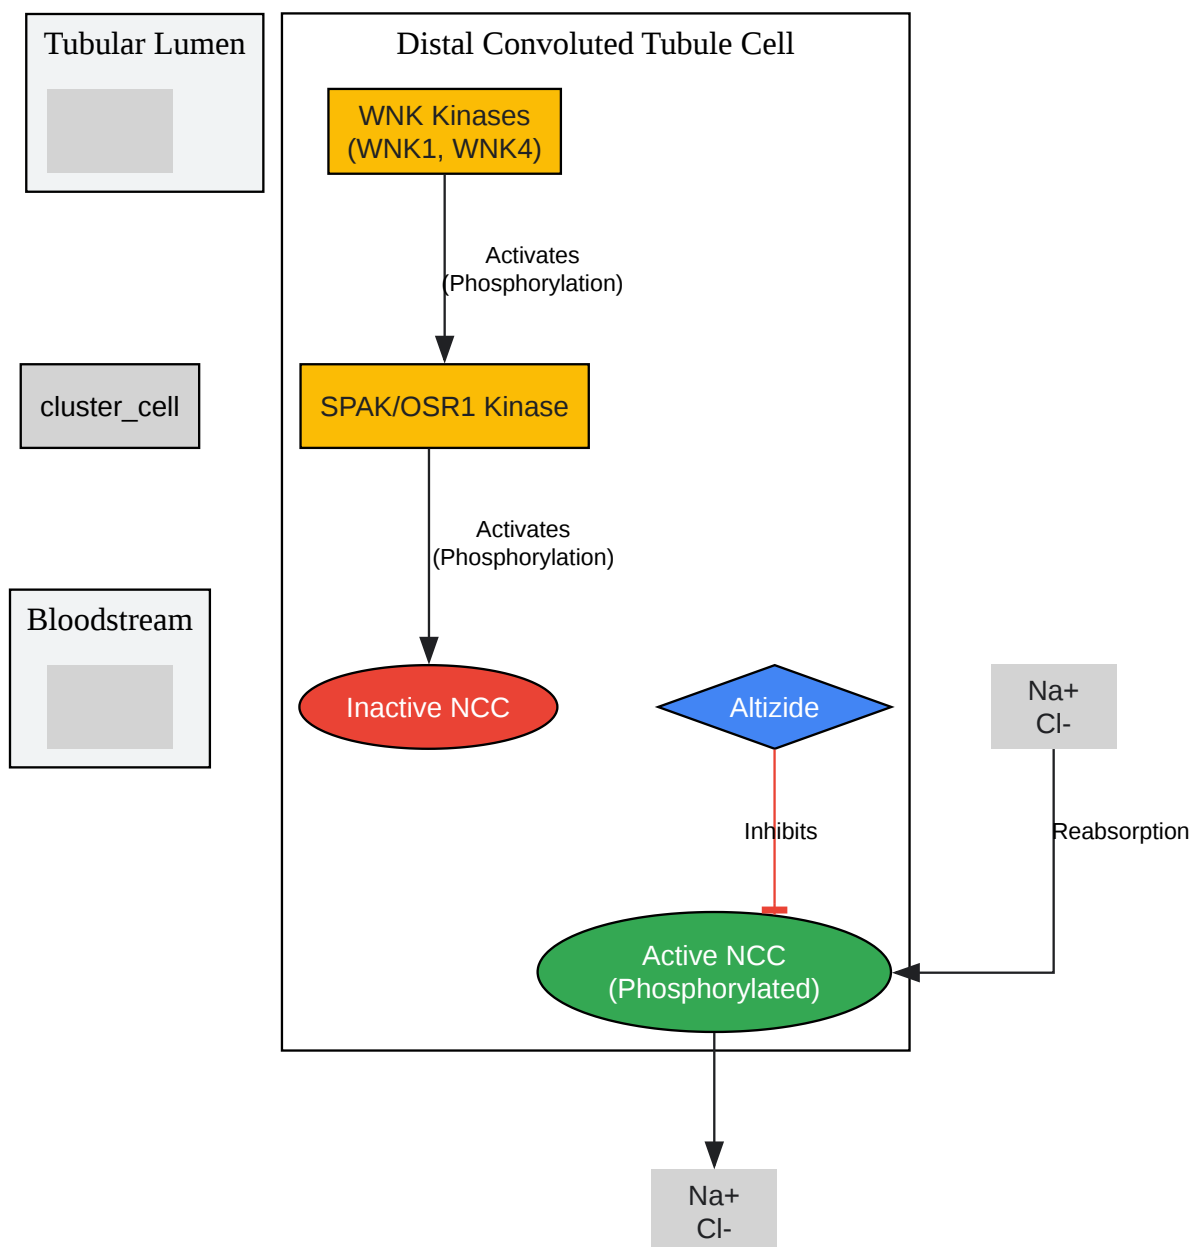 Tubular Lumen
Distal Convoluted Tubule Cell
WNK Kinases
(WNK1, WNK4)
Activates
(Phosphorylation)
cluster_cell
SPAK/OSR1 Kinase
Activates
(Phosphorylation)
Bloodstream
Inactive NCC
Altizide
Na+
Cl-
Inhibits
Reabsorption
Active NCC
(Phosphorylated)
Na+
Cl-